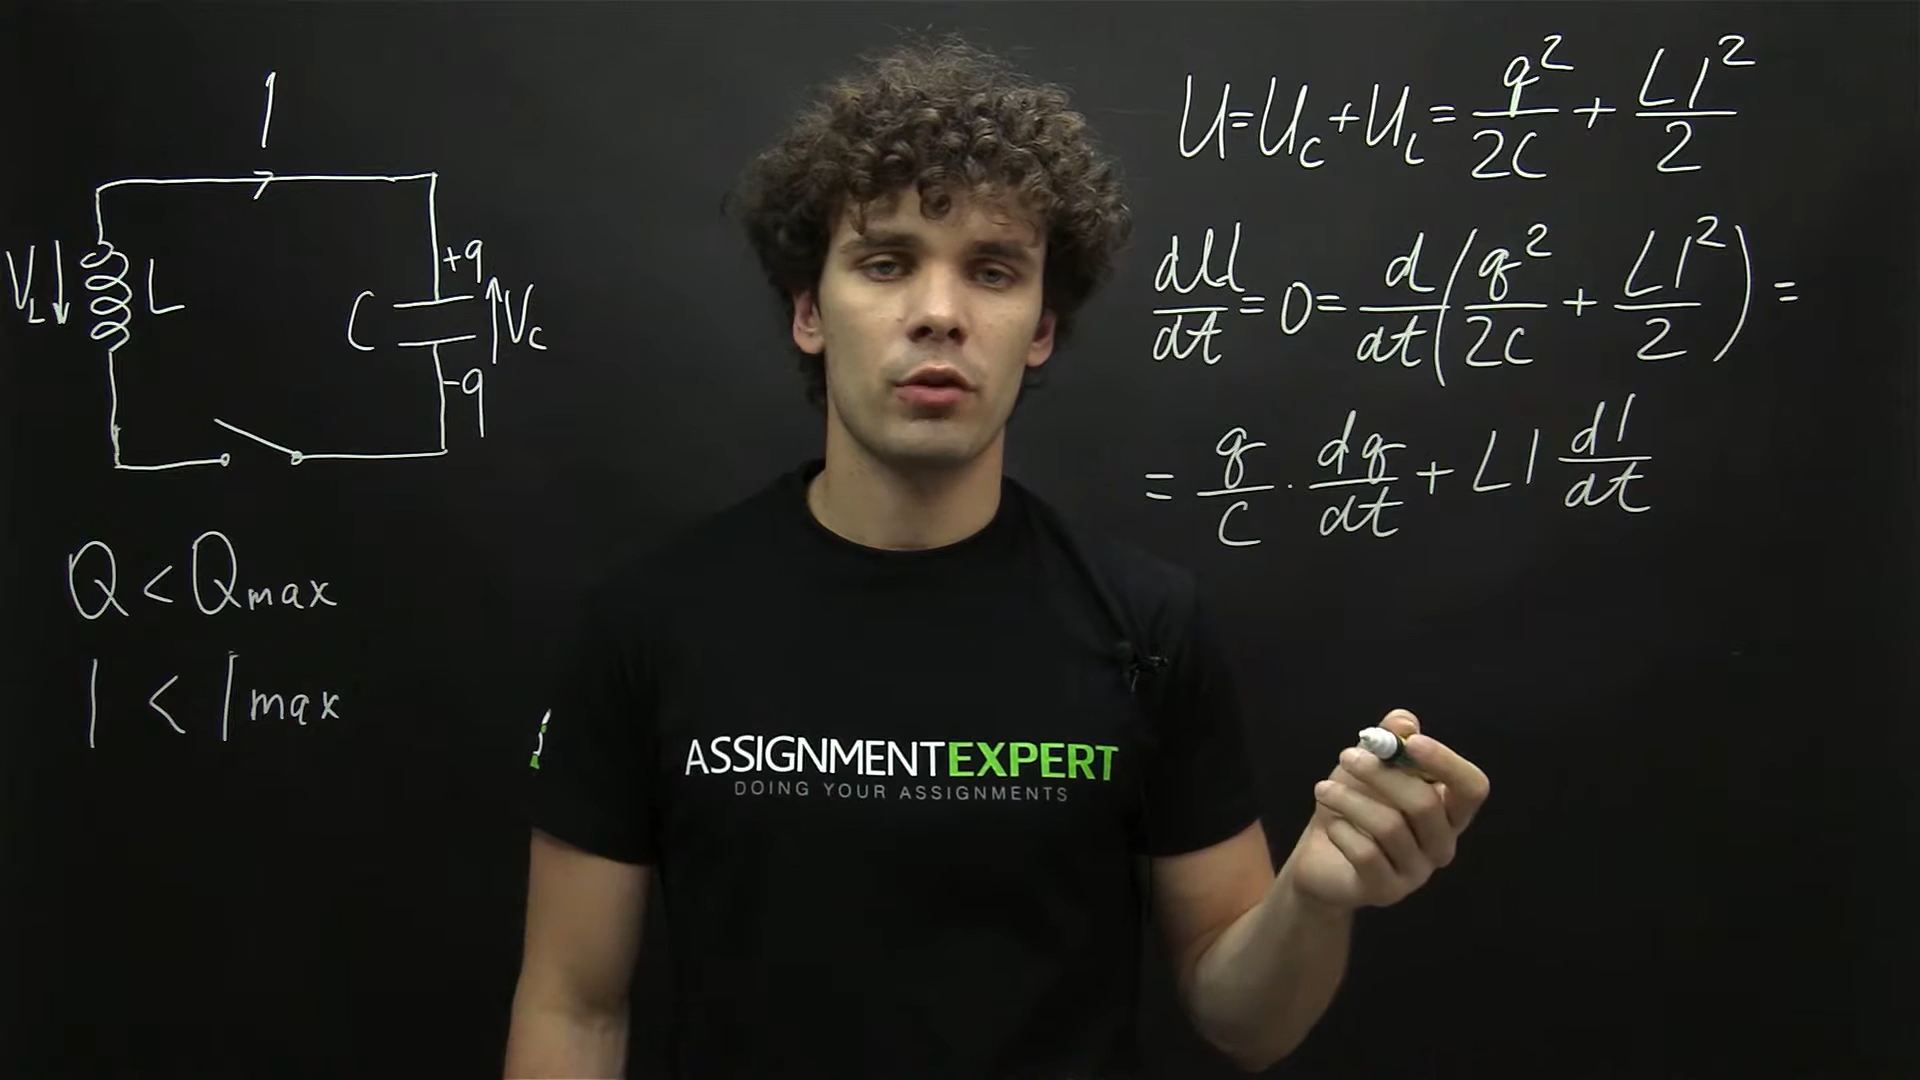 I
V_L L
C +q -q V_C
Q < Q_max
I < I_max
U=U_C+U_L= q²/2C + LI²/2
dU/dt = 0 = d/dt (q²/2C + LI²/2) =
= q/C · dq/dt + LI dI/dt
ASSIGNMENTEXPERT
DOING YOUR ASSIGNMENTS